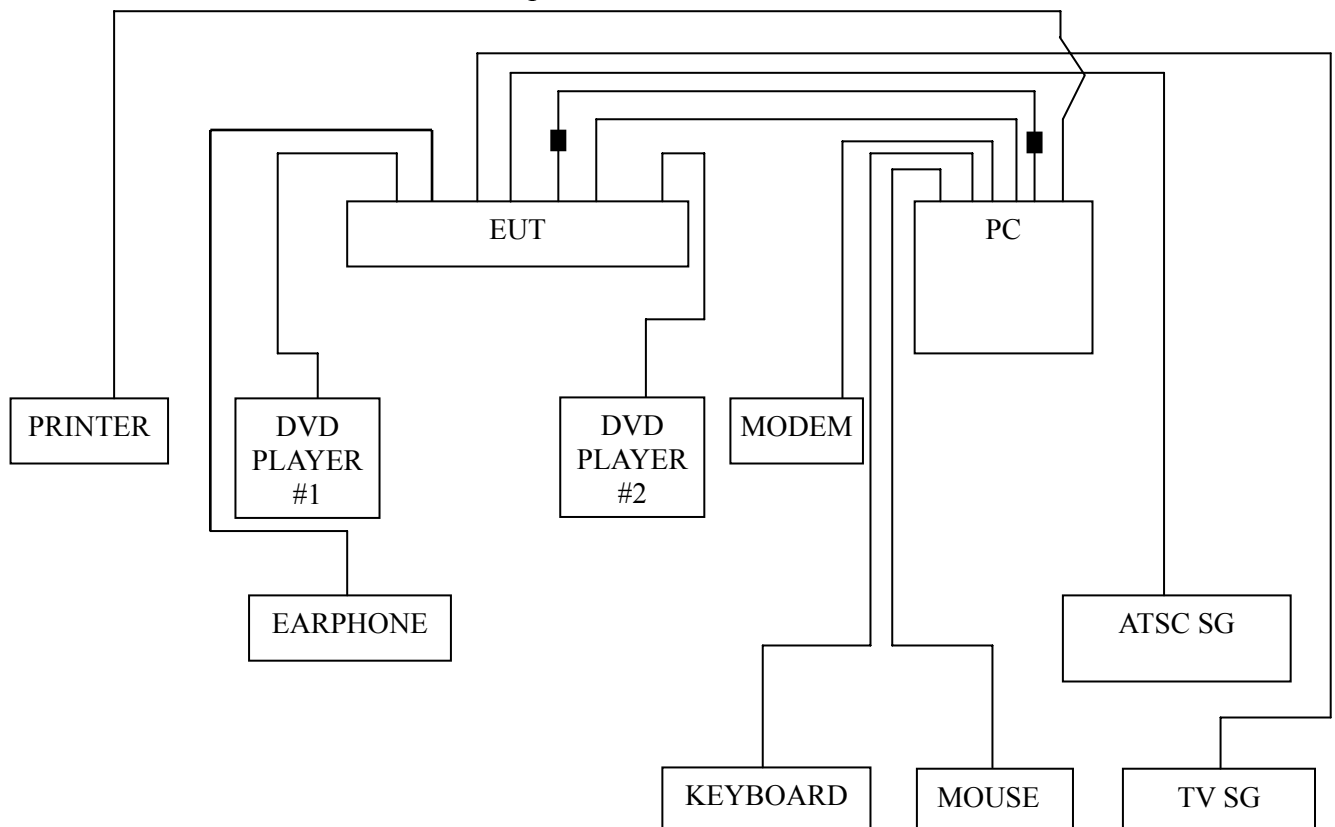 EUT
PC
PRINTER
DVD
PLAYER
#1
DVD
PLAYER
#2
MODEM
EARPHONE
ATSC SG
KEYBOARD
MOUSE
TV SG